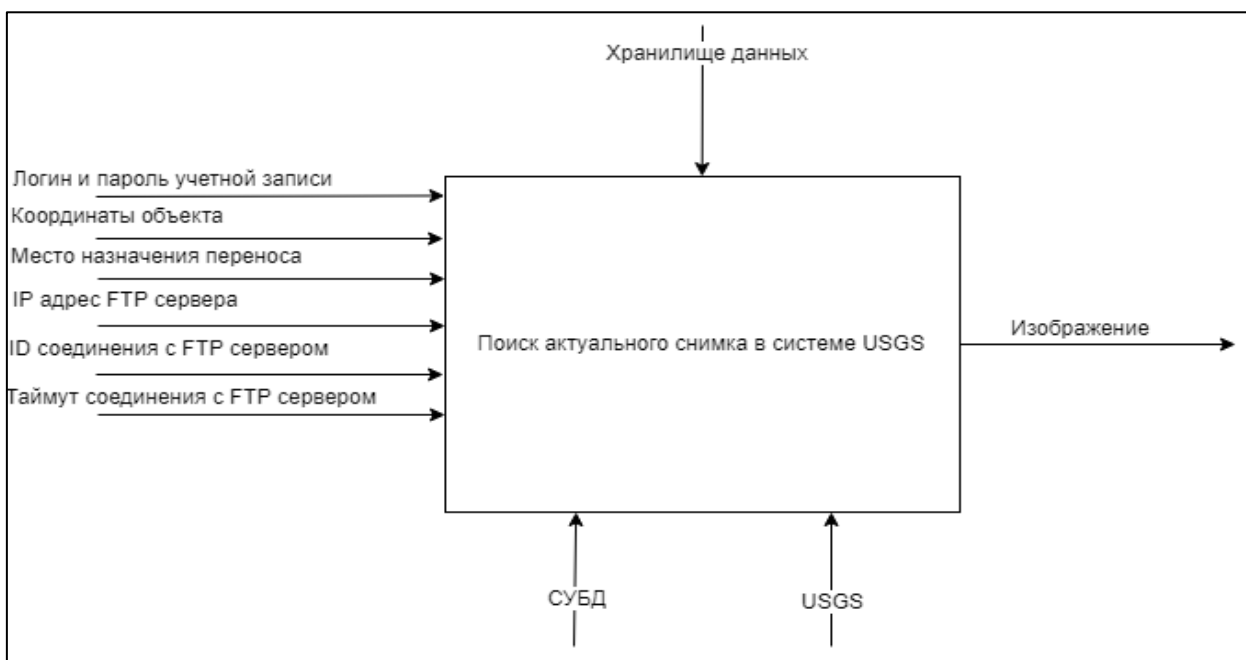 Хранилище данных
Логин и пароль учетной записи
Координаты объекта
Место назначения переноса
IP адрес FTP сервера
ID соединения с FTP сервером
Таймут соединения с FTP сервером
Поиск актуального снимка в системе USGS
Изображение
СУБД
USGS